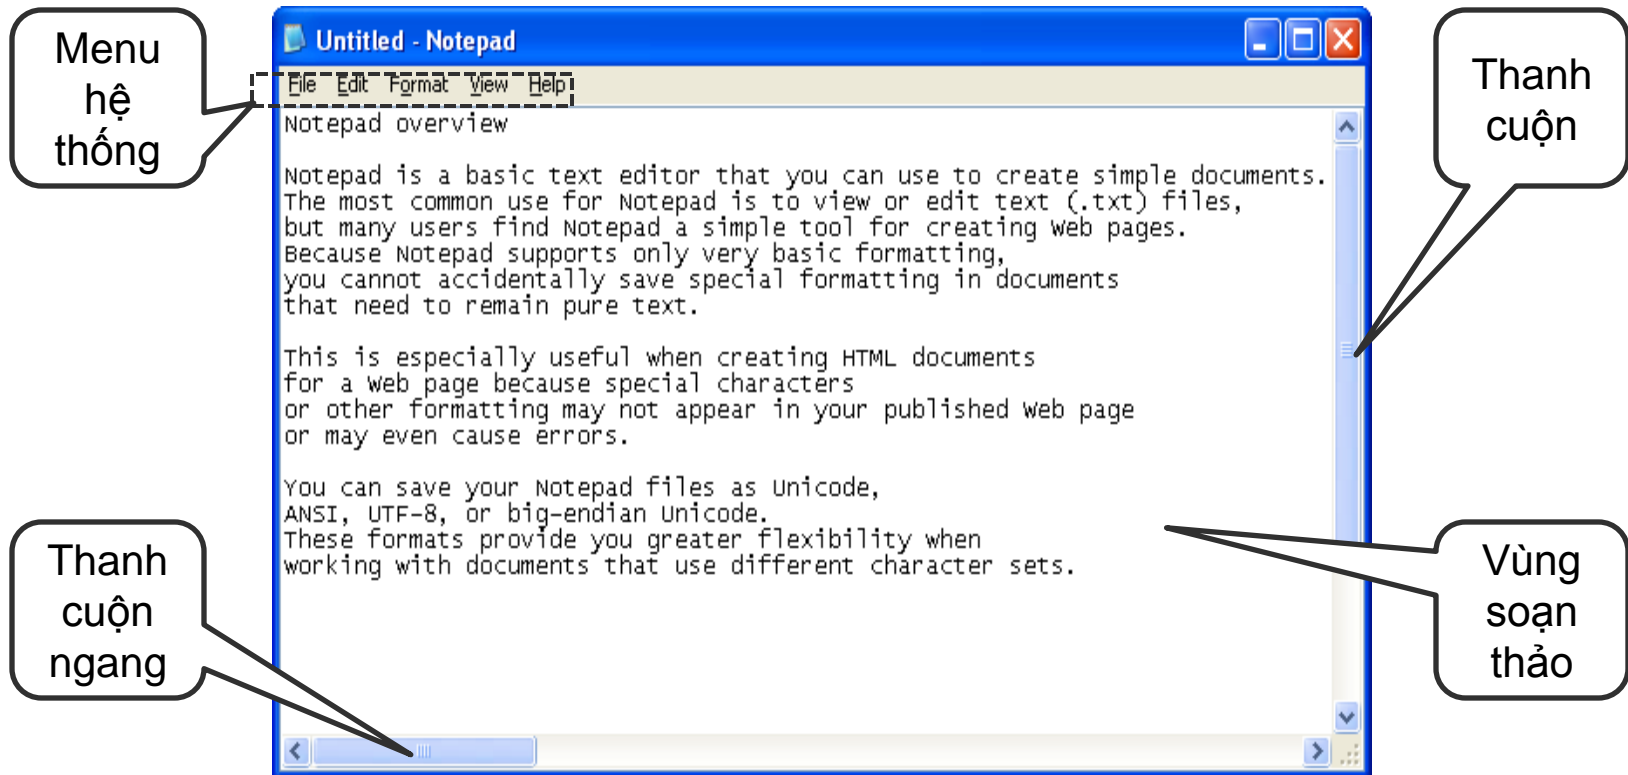 Menu
hệ
thống
Untitled - Notepad
File Edit Format View Help
Thanh
cuộn
Notepad overview
Notepad is a basic text editor that you can use to create simple documents.
The most common use for Notepad is to view or edit text (.txt) files,
but many users find Notepad a simple tool for creating Web pages.
Because Notepad supports only very basic formatting,
you cannot accidentally save special formatting in documents
that need to remain pure text.
This is especially useful when creating HTML documents
for a Web page because special characters
or other formatting may not appear in your published Web page
or may even cause errors.
You can save your Notepad files as Unicode,
ANSI, UTF-8, or big-endian Unicode.
These formats provide you greater flexibility when
working with documents that use different character sets.
Thanh
cuộn
ngang
Vùng
soạn
thảo